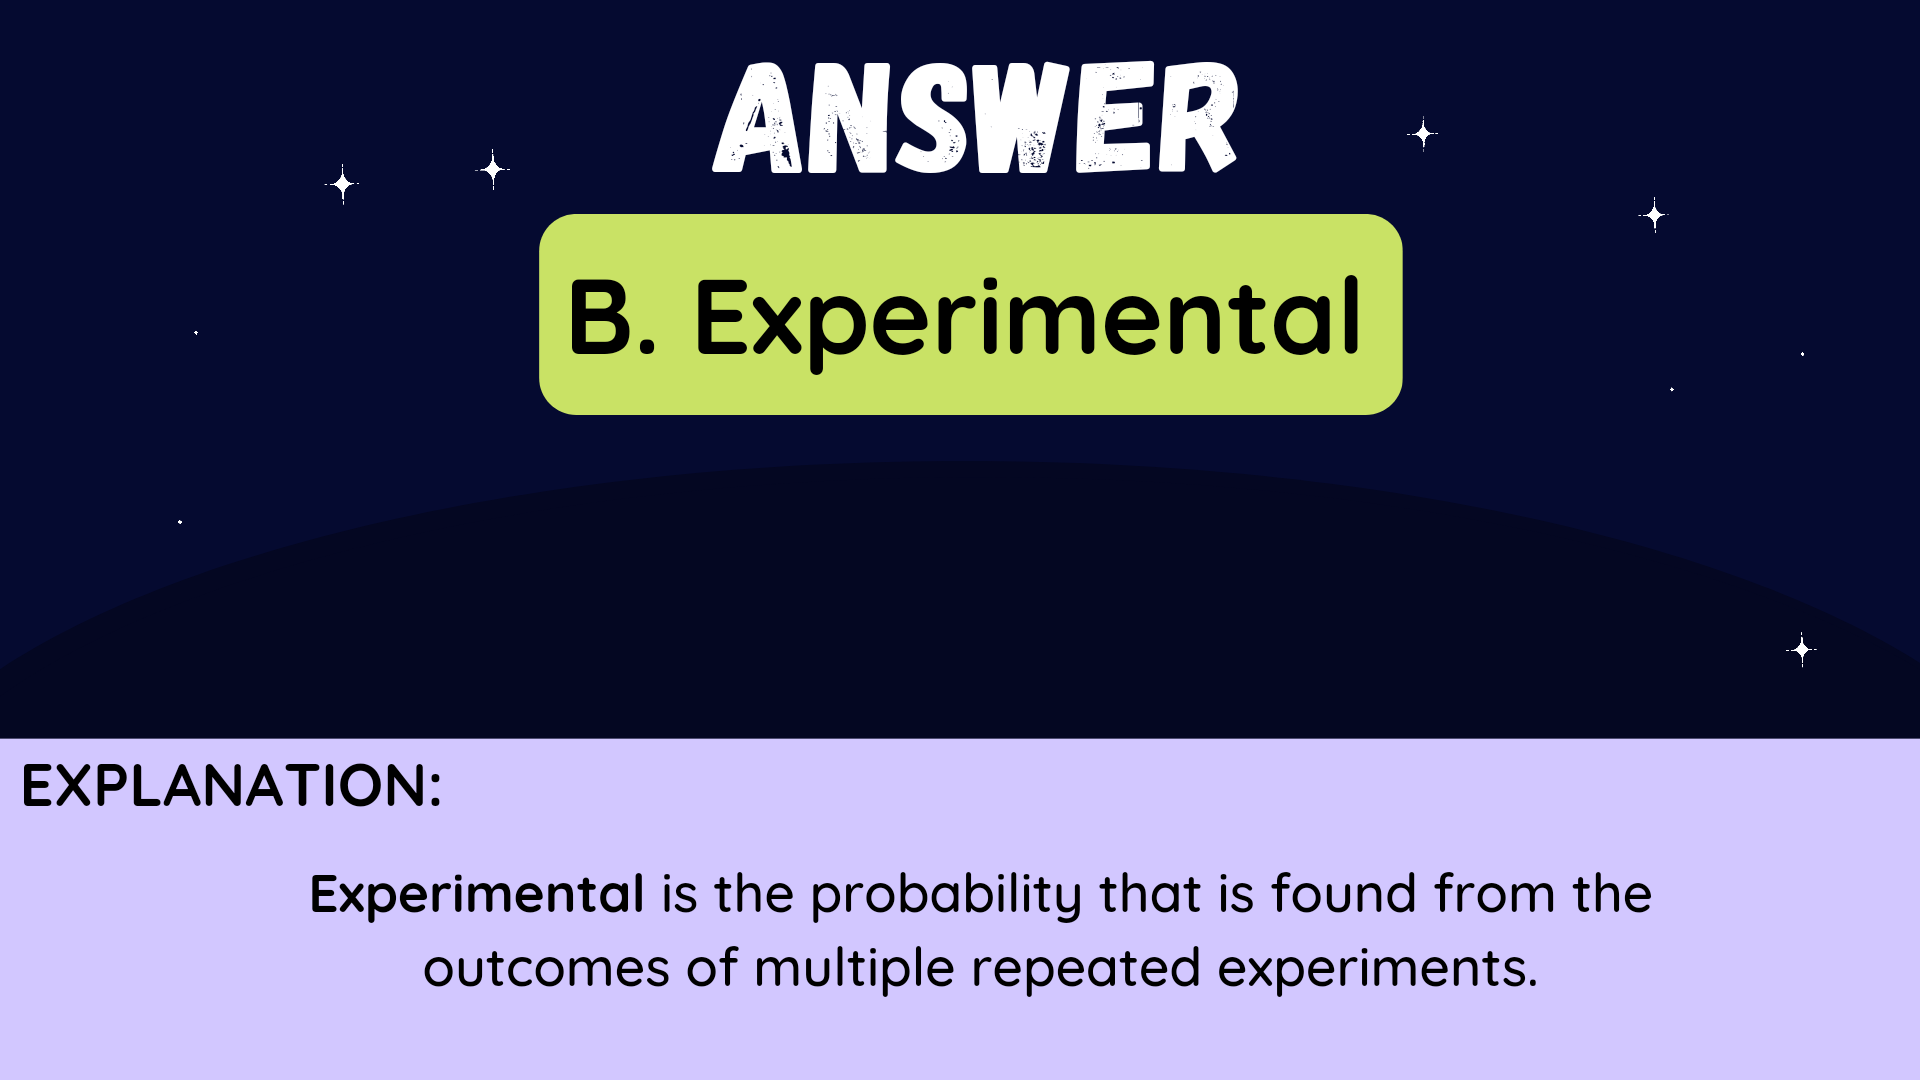 ANSWER
B. Experimental
EXPLANATION:
Experimental is the probability that is found from the
outcomes of multiple repeated experiments.